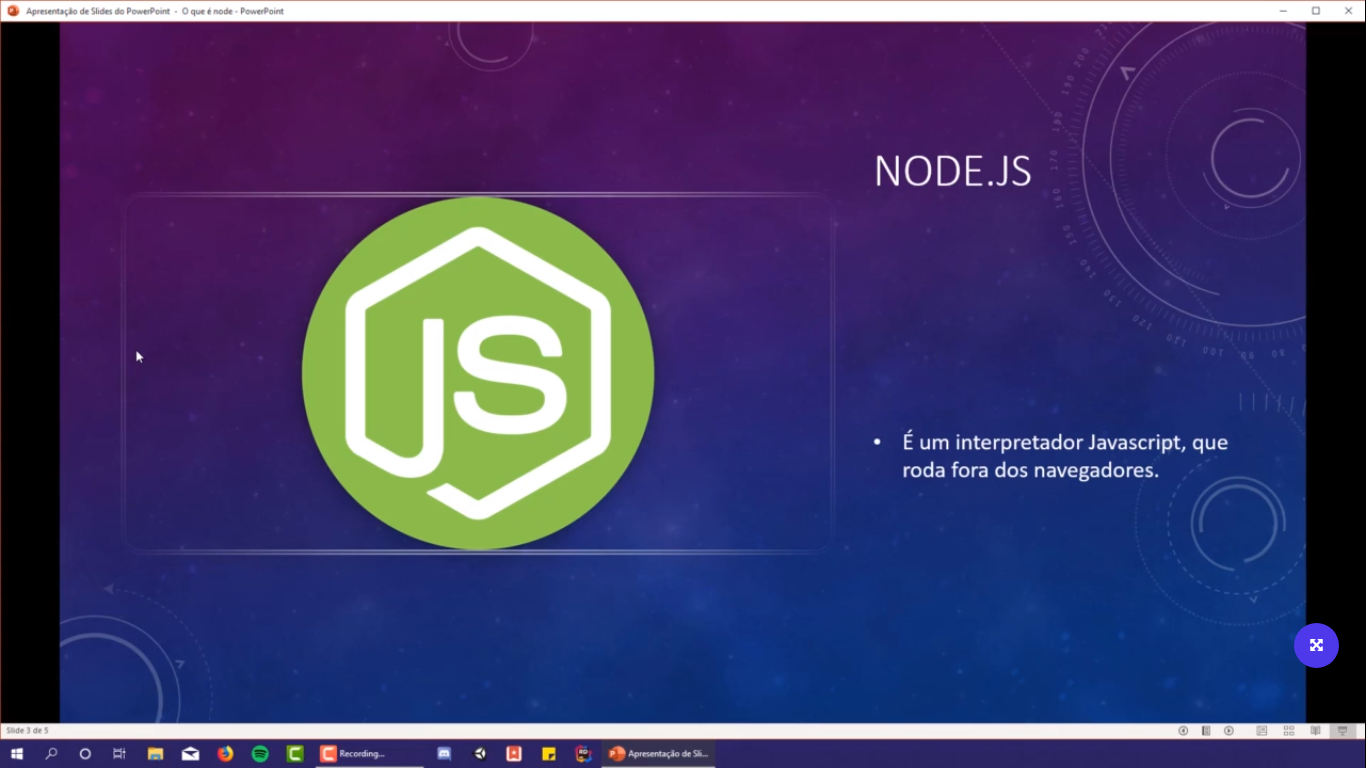 Apresentação de Slides do PowerPoint - O que é node - PowerPoint
NODE.JS
JS
É um interpretador Javascript, que
roda fora dos navegadores.
Slide 3 de 5
Recording...
Apresentação de Sli...